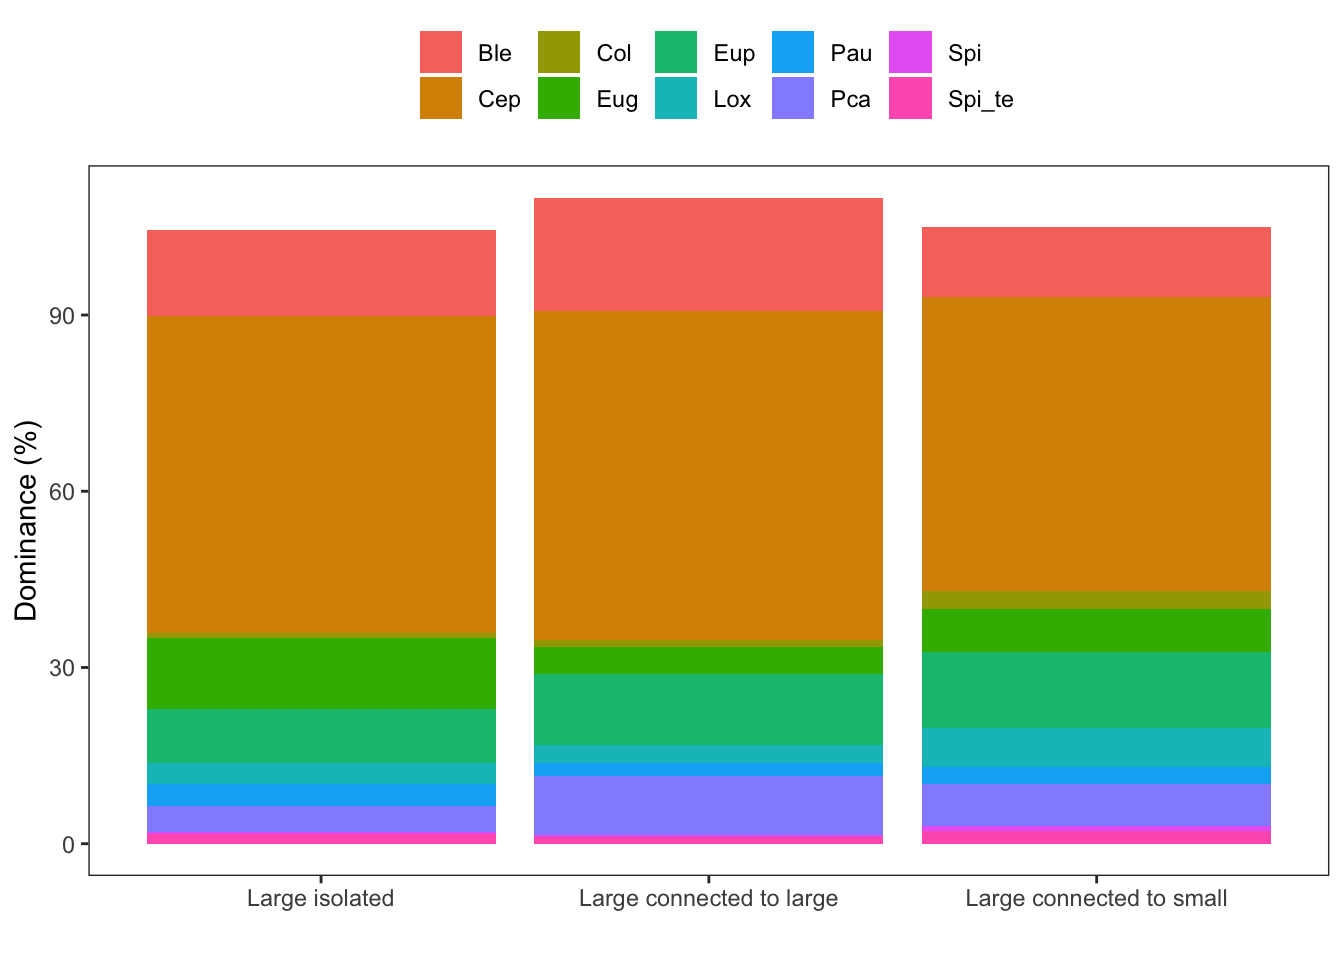 Ble Col Eup Pau Spi
Cep Eug Lox Pca Spi_te
Dominance (%)
90
60
30
0
Large isolated Large connected to large Large connected to small